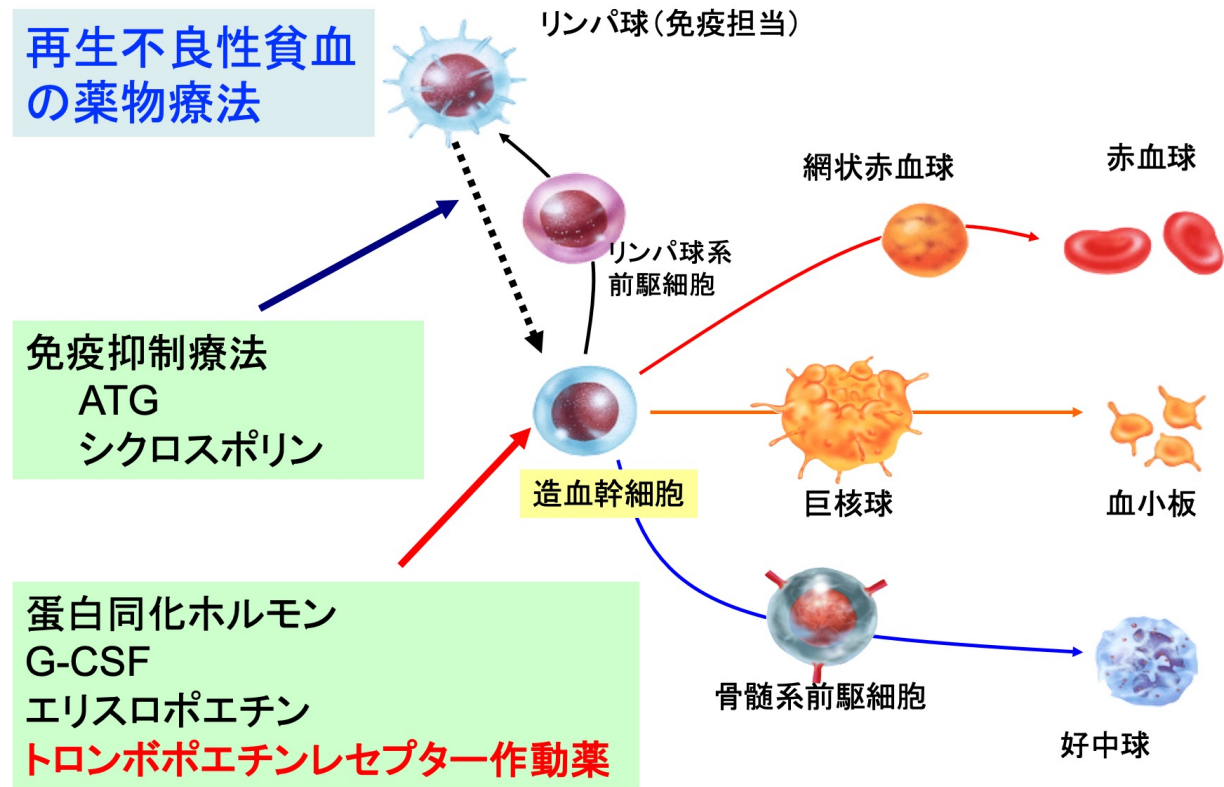 再生不良性貧血
の薬物療法
リンパ球(免疫担当)
リンパ球系
前駆細胞
網状赤血球
赤血球
免疫抑制療法
ATG
シクロスポリン
造血幹細胞
巨核球
血小板
蛋白同化ホルモン
G-CSF
エリスロポエチン
トロンボポエチンレセプター作動薬
骨髄系前駆細胞
好中球